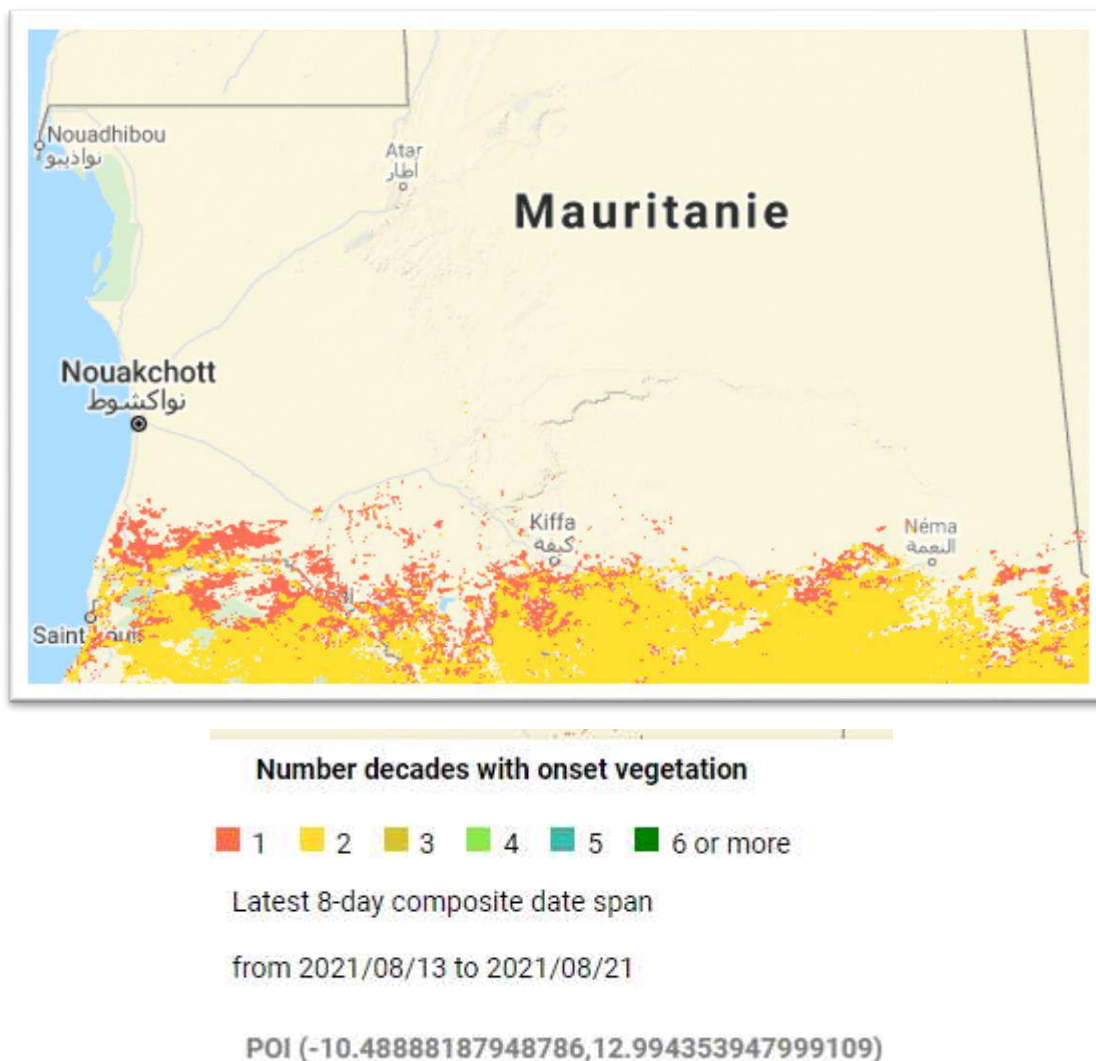 Nouadhibou
نواذيبو
Atar
أطار
Mauritanie
Nouakchott
نواكشوط
Kiffa
كيفة
Néma
النعمة
Saint
Number decades with onset vegetation
1 2 3 4 5 6 or more
Latest 8-day composite date span
from 2021/08/13 to 2021/08/21
POI (-10.48888187948786,12.994353947999109)